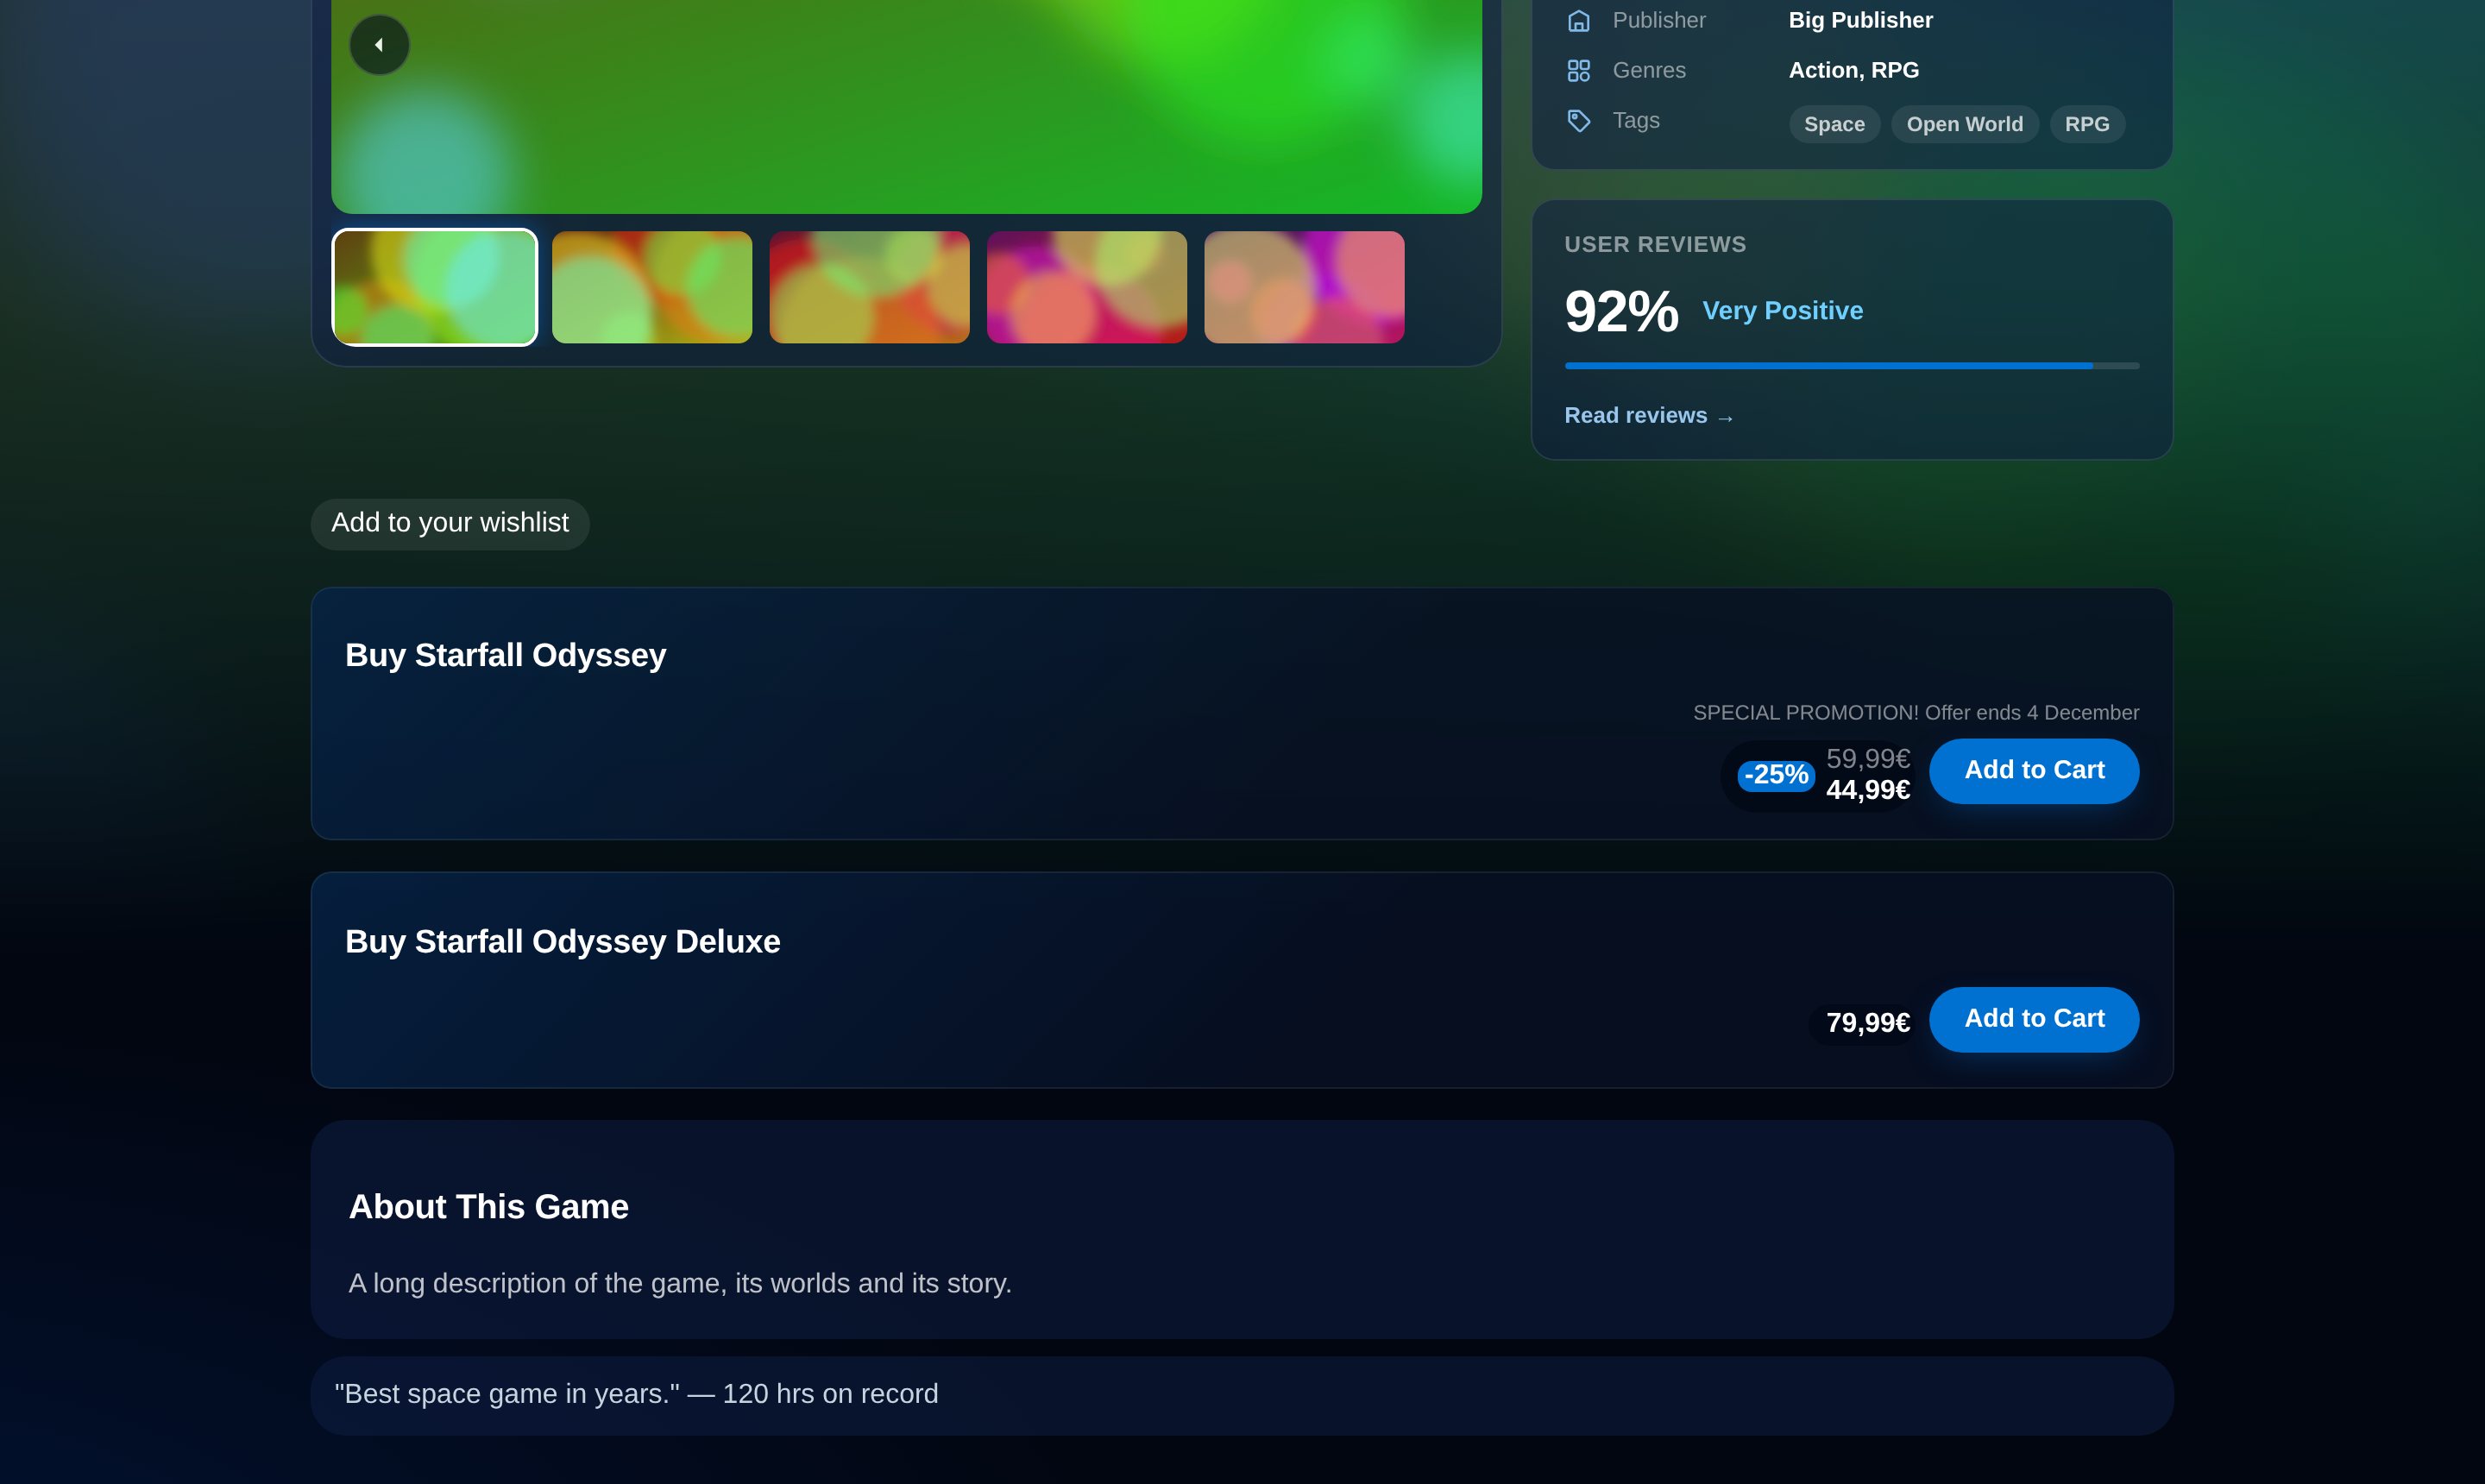 Publisher
Big Publisher
Genres
Action, RPG
Tags
Space
Open World
RPG
USER REVIEWS
92%
Very Positive
Read reviews →
Add to your wishlist
Buy Starfall Odyssey
SPECIAL PROMOTION! Offer ends 4 December
-25%
59,99€
44,99€
Add to Cart
Buy Starfall Odyssey Deluxe
79,99€
Add to Cart
About This Game
A long description of the game, its worlds and its story.
"Best space game in years." — 120 hrs on record